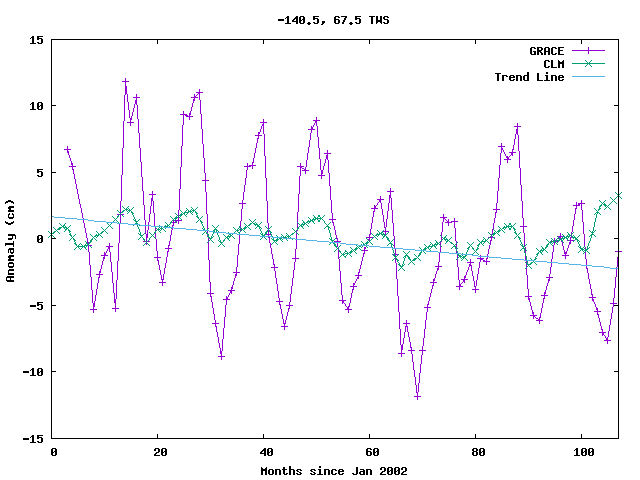 -140.5, 67.5 TWS
GRACE
CLM
Trend Line
15
10
5
0
-5
-10
-15
Anomaly (cm)
0 20 40 60 80 100
Months since Jan 2002